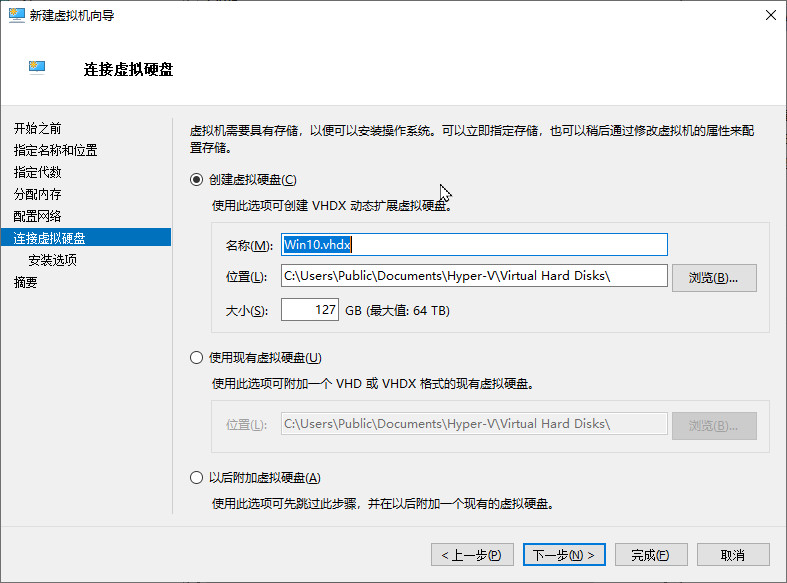 新建虚拟机向导
连接虚拟硬盘
开始之前
指定名称和位置
指定代数
分配内存
配置网络
连接虚拟硬盘
安装选项
摘要
虚拟机需要具有存储，以便可以安装操作系统。可以立即指定存储，也可以稍后通过修改虚拟机的属性来配
置存储。
创建虚拟硬盘(C)
使用此选项可创建 VHDX 动态扩展虚拟硬盘。
名称(M): Win10.vhdx
位置(L): C:\Users\Public\Documents\Hyper-V\Virtual Hard Disks\ 浏览(B)...
大小(S): 127 GB (最大值: 64 TB)
使用现有虚拟硬盘(U)
使用此选项可附加一个 VHD 或 VHDX 格式的现有虚拟硬盘。
位置(L): C:\Users\Public\Documents\Hyper-V\Virtual Hard Disks\ 浏览(B)...
以后附加虚拟硬盘(A)
使用此选项可先跳过此步骤，并在以后附加一个现有的虚拟硬盘。
< 上一步(P) 下一步(N) > 完成(F) 取消